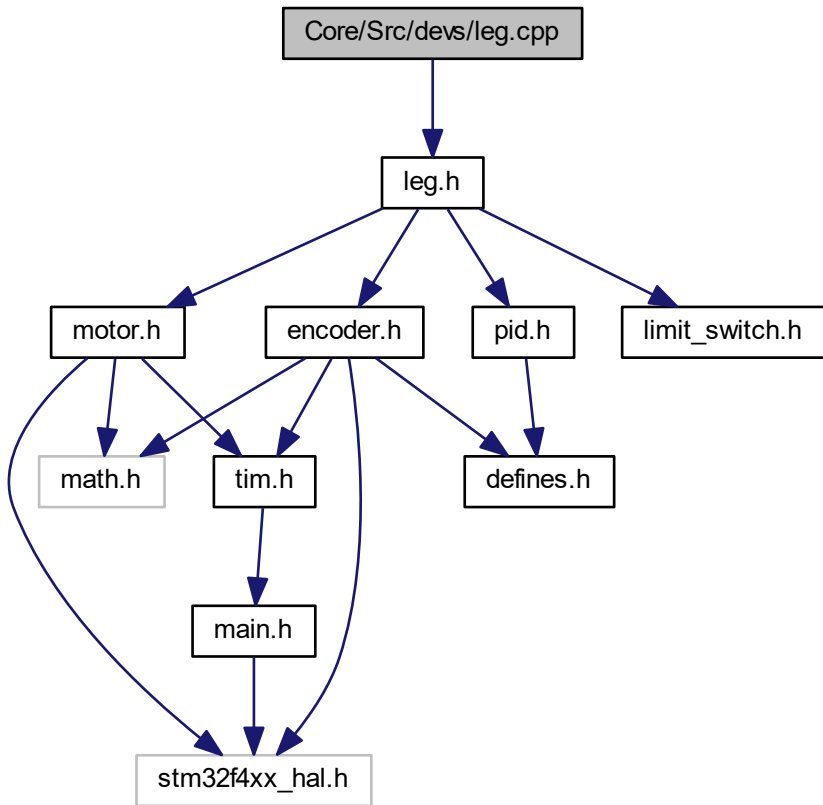 Core/Src/devs/leg.cpp
leg.h
motor.h
encoder.h
pid.h
limit_switch.h
math.h
tim.h
defines.h
main.h
stm32f4xx_hal.h